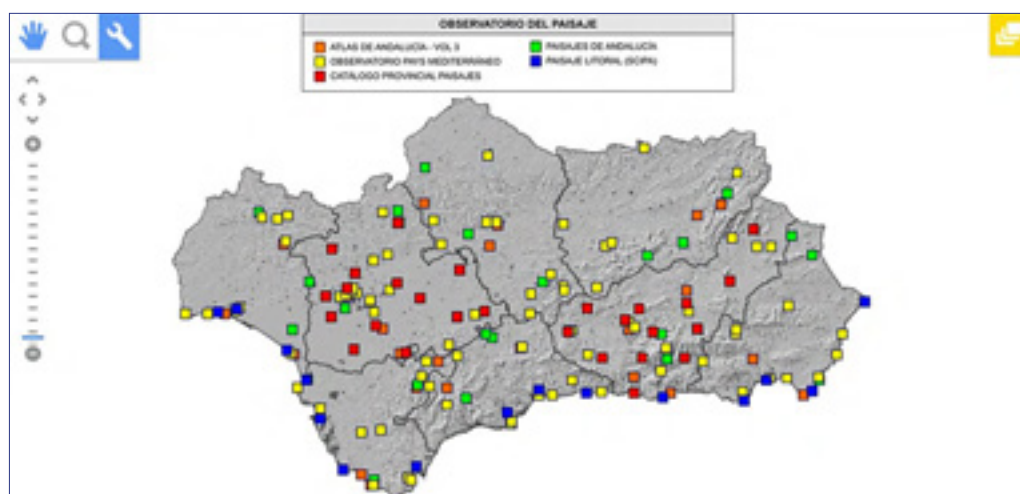 OBSERVATORIO DEL PAISAJE
ATLAS DE ANDALUCÍA - VOL 3
PAISAJES DE ANDALUCÍA
OBSERVATORIO PAYS MEDITERRÁNEO
PAISAJE LITORAL (SCIPA)
CATÁLOGO PROVINCIAL PAISAJES